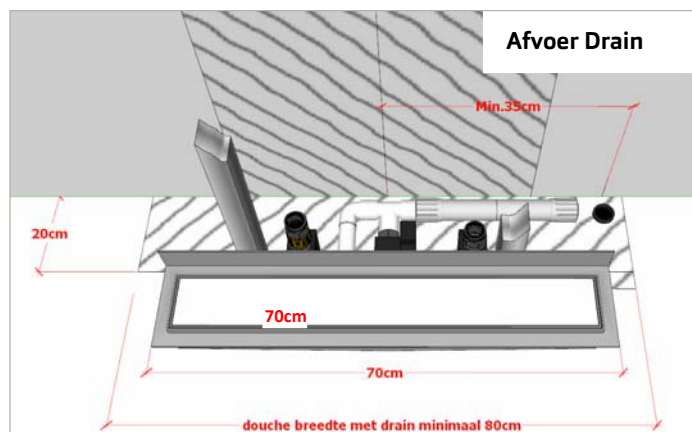 Afvoer Drain
Min.35cm
20cm
70cm
70cm
douche breedte met drain minimaal 80cm